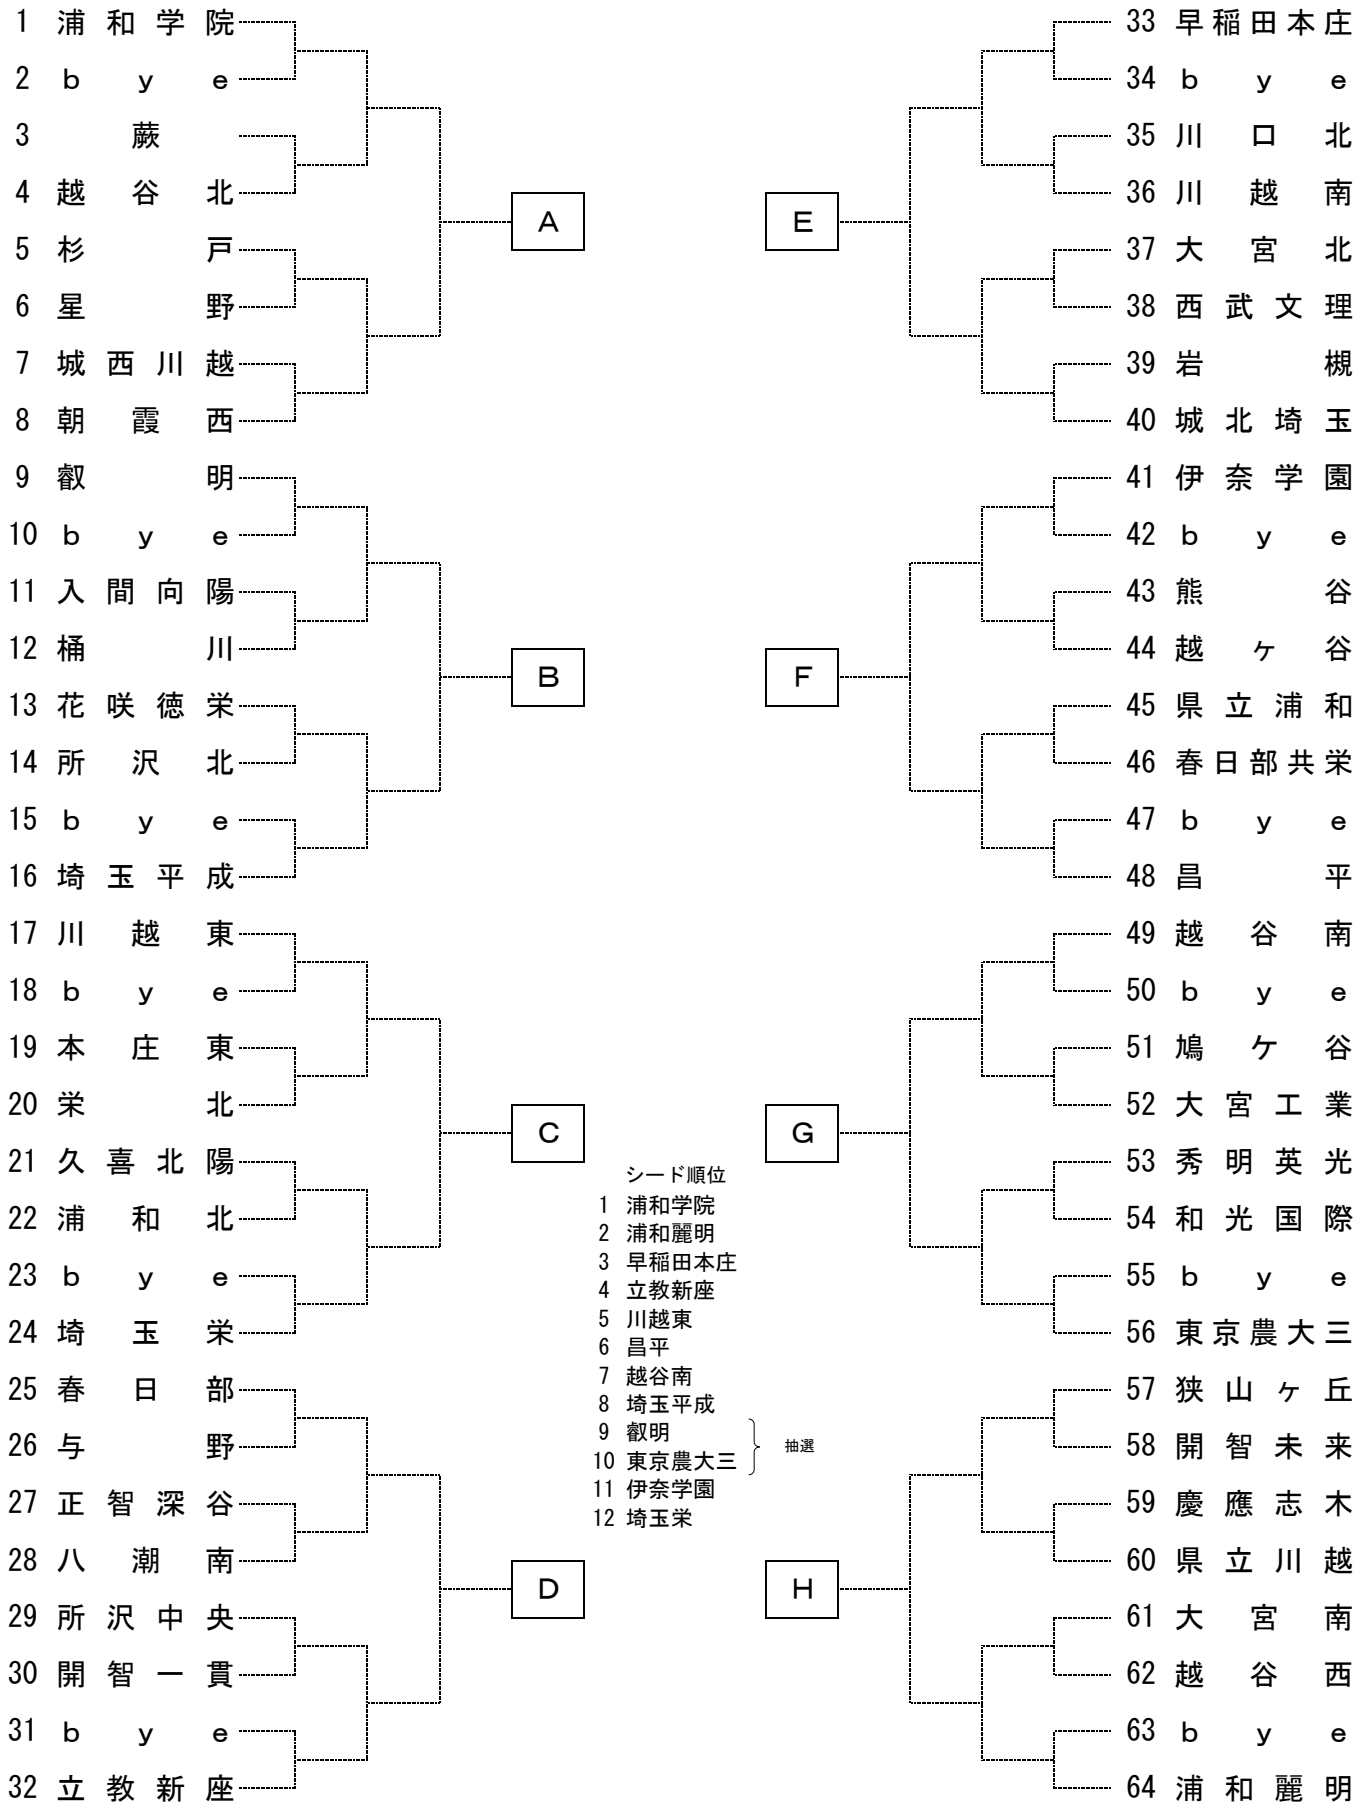 1 浦和学院
2 bye
3 蕨
4 越谷北
5 杉戸
6 星野
7 城西川越
8 朝霞西
9 叡明
10 bye
11 入間向陽
12 桶川
13 花咲徳栄
14 所沢北
15 bye
16 埼玉平成
17 川越東
18 bye
19 本庄東
20 栄北
21 久喜北陽
22 浦和北
23 bye
24 埼玉栄
25 春日部
26 与野
27 正智深谷
28 八潮南
29 所沢中央
30 開智一貫
31 bye
32 立教新座
A
B
C
D
シード順位
1 浦和学院
2 浦和麗明
3 早稲田本庄
4 立教新座
5 川越東
6 昌平
7 越谷南
8 埼玉平成
9 叡明
10 東京農大三
抽選
11 伊奈学園
12 埼玉栄
E
F
G
H
33 早稲田本庄
34 bye
35 川口北
36 川越南
37 大宮北
38 西武文理
39 岩槻
40 城北埼玉
41 伊奈学園
42 bye
43 熊谷
44 越ヶ谷
45 県立浦和
46 春日部共栄
47 bye
48 昌平
49 越谷南
50 bye
51 鳩ケ谷
52 大宮工業
53 秀明英光
54 和光国際
55 bye
56 東京農大三
57 狭山ヶ丘
58 開智未来
59 慶應志木
60 県立川越
61 大宮南
62 越谷西
63 bye
64 浦和麗明